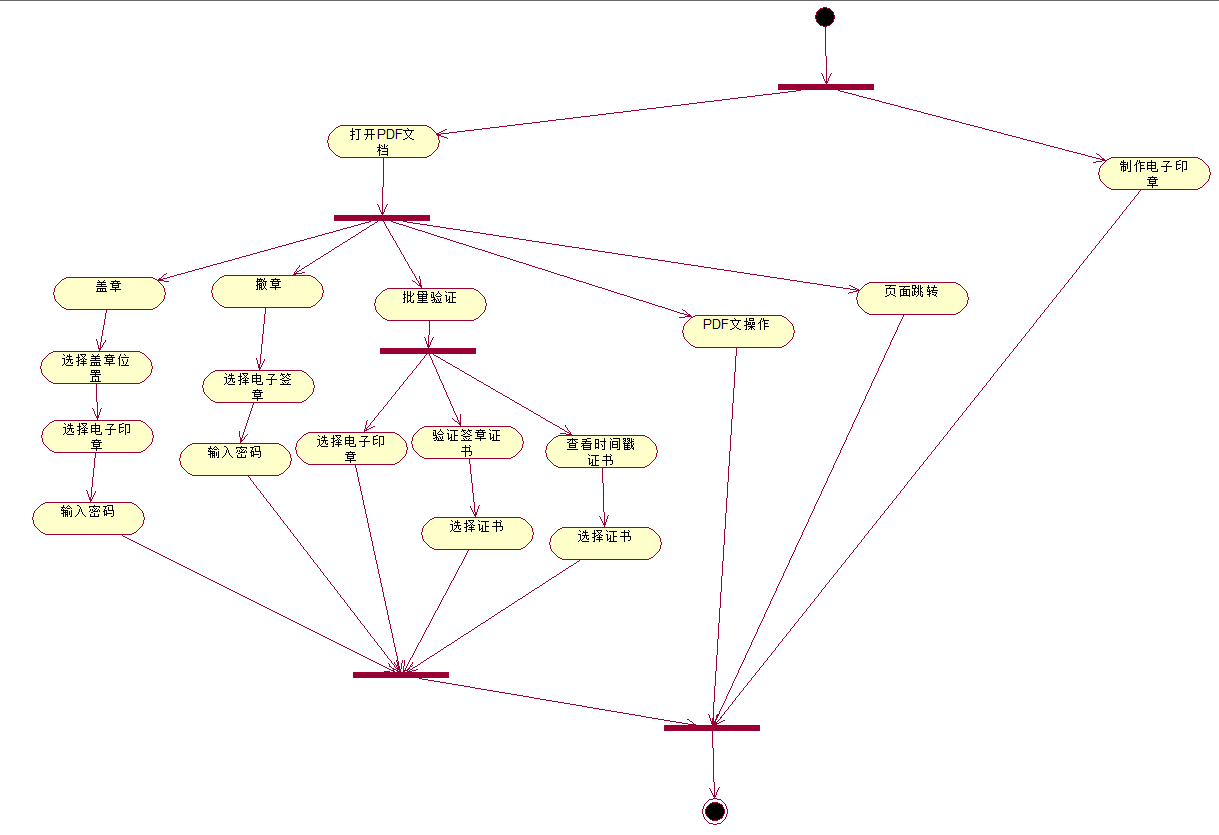 打开PDF文
档
制作电子印
章
盖章
撤章
批量验证
PDF文操作
页面跳转
选择盖章位
置
选择电子签
章
选择电子印
章
输入密码
选择电子印
章
验证签章证
书
查看时间戳
证书
输入密码
选择证书
选择证书